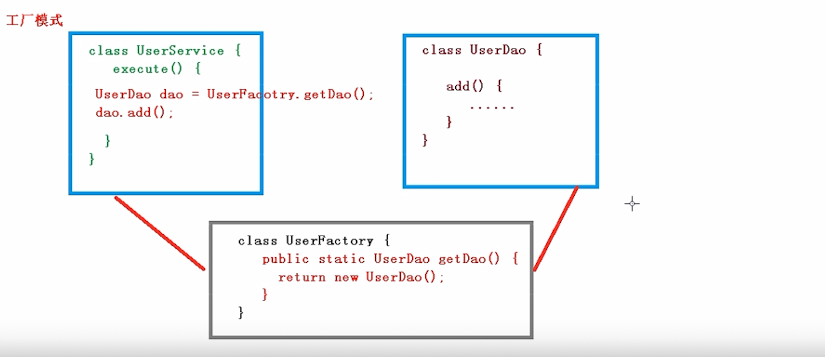 工厂模式
class UserService {
execute() {
UserDao dao = UserFacotry.getDao();
dao.add();
}
}
class UserDao {
add() {
......
}
}
class UserFactory {
public static UserDao getDao() {
return new UserDao();
}
}